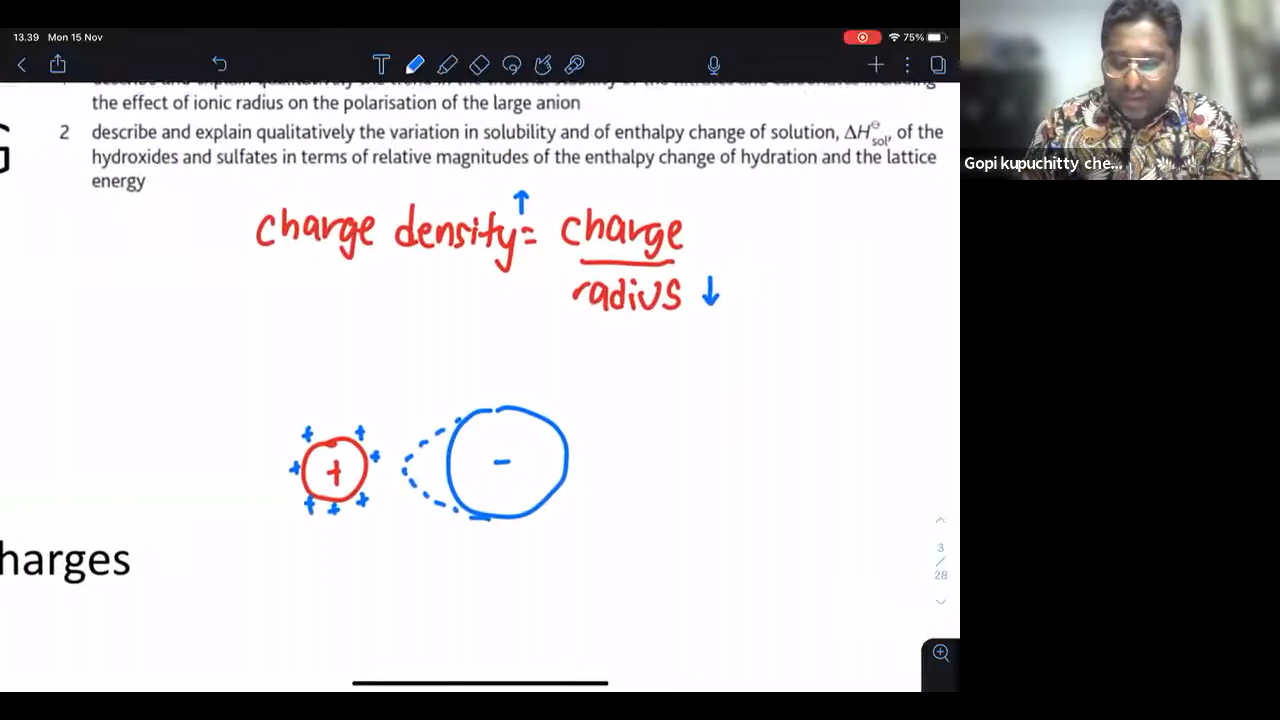 13.39 Mon 15 Nov
75%
the effect of ionic radius on the polarisation of the large anion
2 describe and explain qualitatively the variation in solubility and of enthalpy change of solution, ΔH⦵sol, of the
hydroxides and sulfates in terms of relative magnitudes of the enthalpy change of hydration and the lattice
energy
charge density↑ = charge
radius ↓
+ + + + + + + +
+ -
harges
3
/
28
Gopi kupuchitty che...